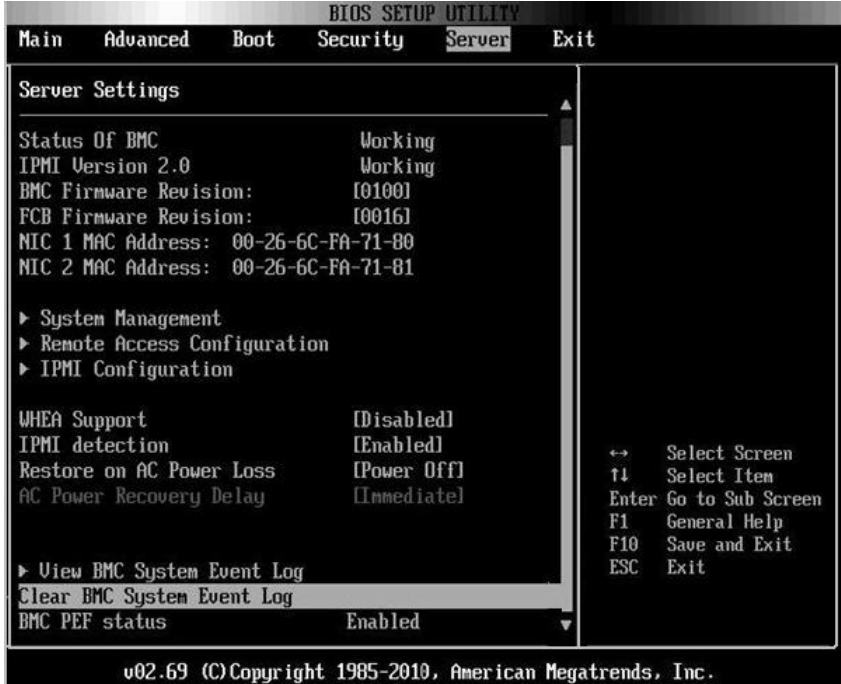 BIOS SETUP UTILITY
Main Advanced Boot Security Server Exit
Server Settings
Status Of BMC Working
IPMI Version 2.0 Working
BMC Firmware Revision: [0100]
FCB Firmware Revision: [0016]
NIC 1 MAC Address: 00-26-6C-FA-71-80
NIC 2 MAC Address: 00-26-6C-FA-71-81
▶ System Management
▶ Remote Access Configuration
▶ IPMI Configuration
WHEA Support [Disabled]
IPMI detection [Enabled]
Restore on AC Power Loss [Power Off]
AC Power Recovery Delay [Immediate]
▶ View BMC System Event Log
Clear BMC System Event Log
BMC PEF status Enabled
↔ Select Screen
↑↓ Select Item
Enter Go to Sub Screen
F1 General Help
F10 Save and Exit
ESC Exit
v02.69 (C)Copyright 1985-2010, American Megatrends, Inc.